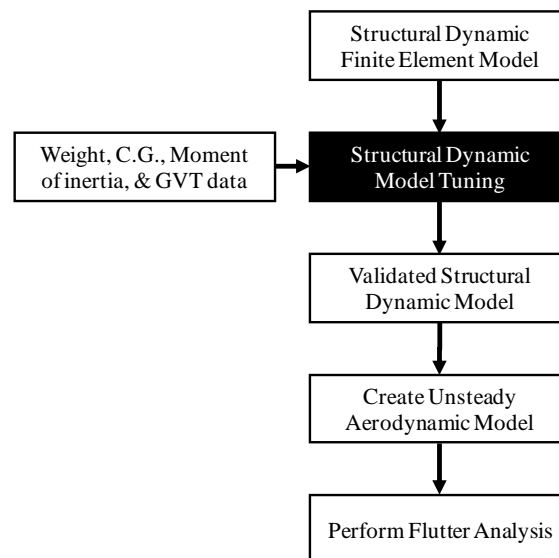 Structural Dynamic
Finite Element Model
Weight, C.G., Moment
of inertia, & GVT data
Structural Dynamic
Model Tuning
Validated Structural
Dynamic Model
Create Unsteady
Aerodynamic Model
Perform Flutter Analysis